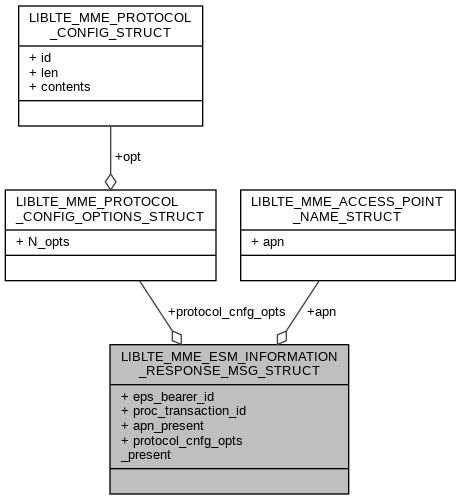 LIBLTE_MME_PROTOCOL
_CONFIG_STRUCT
+ id
+ len
+ contents
+opt
LIBLTE_MME_PROTOCOL
_CONFIG_OPTIONS_STRUCT
+ N_opts
LIBLTE_MME_ACCESS_POINT
_NAME_STRUCT
+ apn
+protocol_cnfg_opts
+apn
LIBLTE_MME_ESM_INFORMATION
_RESPONSE_MSG_STRUCT
+ eps_bearer_id
+ proc_transaction_id
+ apn_present
+ protocol_cnfg_opts
_present